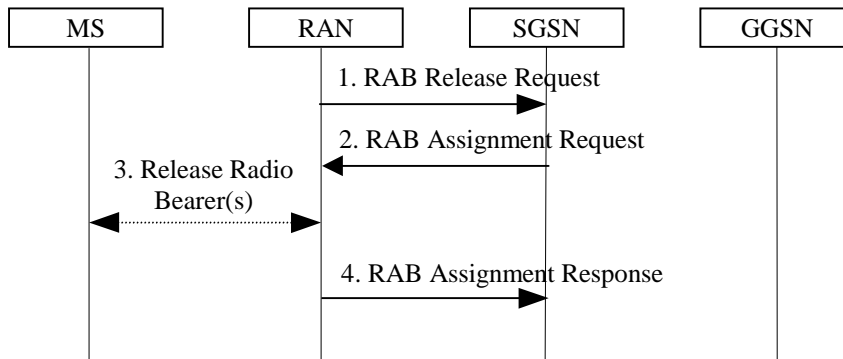 MS
RAN
SGSN
GGSN
1. RAB Release Request
2. RAB Assignment Request
3. Release Radio
Bearer(s)
4. RAB Assignment Response